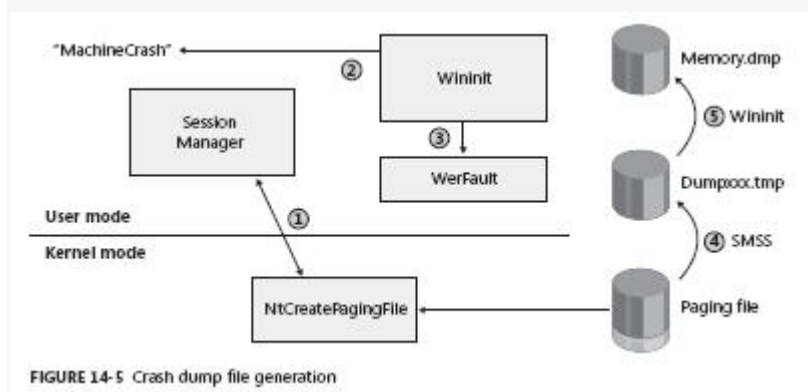 "MachineCrash"
②
Wininit
Memory.dmp
Session
Manager
③
⑤ Wininit
WerFault
Dumpxxx.tmp
User mode
①
Kernel mode
④ SMSS
NtCreatePagingFile
Paging file
FIGURE 14-5 Crash dump file generation